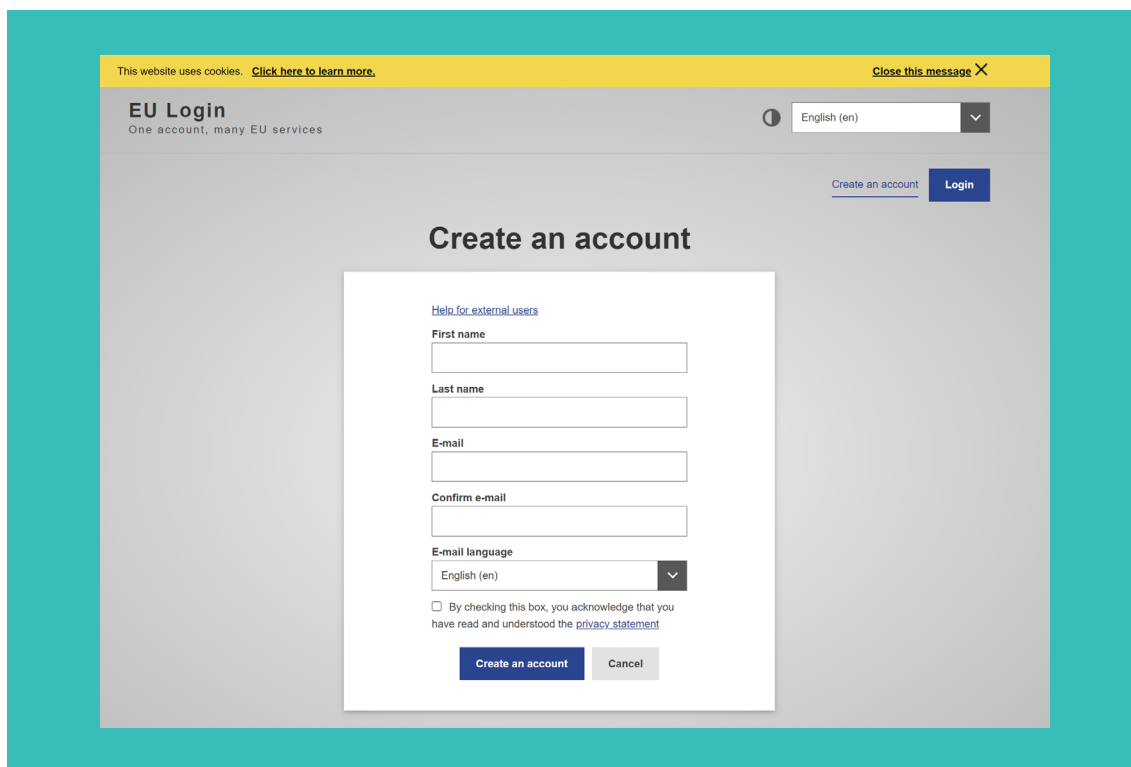 This website uses cookies. Click here to learn more. Close this message
EU Login
One account, many EU services
English (en)
Create an account Login
Create an account
Help for external users
First name
Last name
E-mail
Confirm e-mail
E-mail language
English (en)
By checking this box, you acknowledge that you
have read and understood the privacy statement
Create an account Cancel